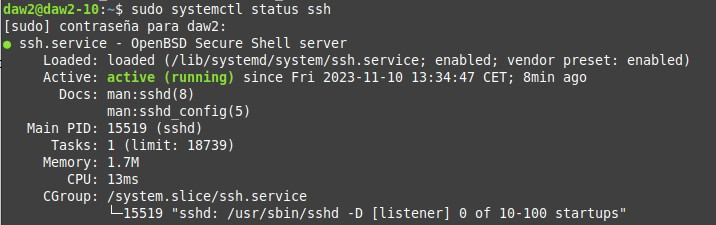 daw2@daw2-10:~$ sudo systemctl status ssh
[sudo] contraseña para daw2:
● ssh.service - OpenBSD Secure Shell server
Loaded: loaded (/lib/systemd/system/ssh.service; enabled; vendor preset: enabled)
Active: active (running) since Fri 2023-11-10 13:34:47 CET; 8min ago
Docs: man:sshd(8)
man:sshd_config(5)
Main PID: 15519 (sshd)
Tasks: 1 (limit: 18739)
Memory: 1.7M
CPU: 13ms
CGroup: /system.slice/ssh.service
└─15519 "sshd: /usr/sbin/sshd -D [listener] 0 of 10-100 startups"